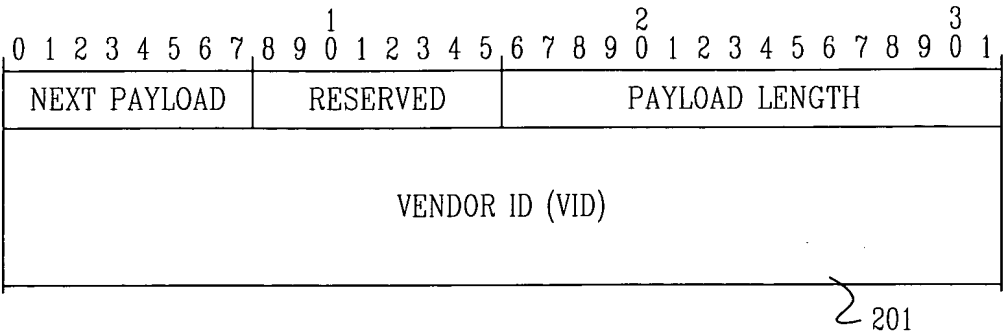 1 2 3
0 1 2 3 4 5 6 7 8 9 0 1 2 3 4 5 6 7 8 9 0 1 2 3 4 5 6 7 8 9 0 1
NEXT PAYLOAD RESERVED PAYLOAD LENGTH
VENDOR ID (VID)
201